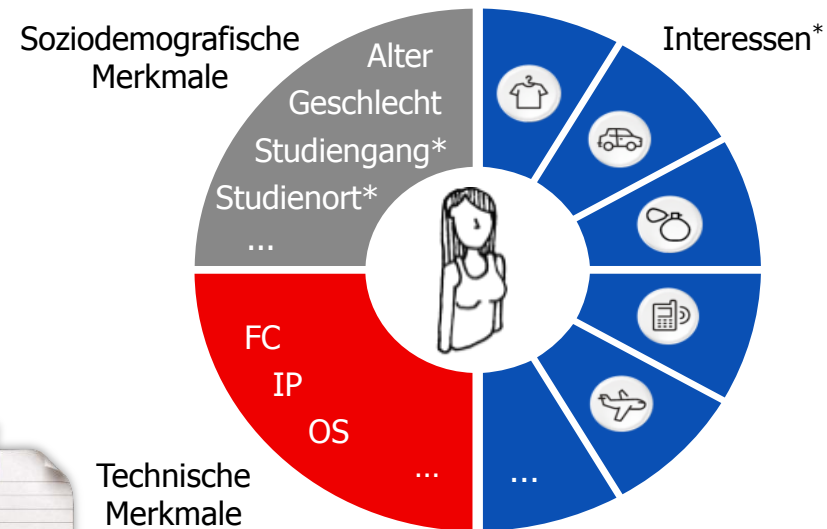 Soziodemografische
Merkmale
Interessen*
Alter
Geschlecht
Studiengang*
Studienort*
...
FC
IP
OS
...
...
Technische
Merkmale